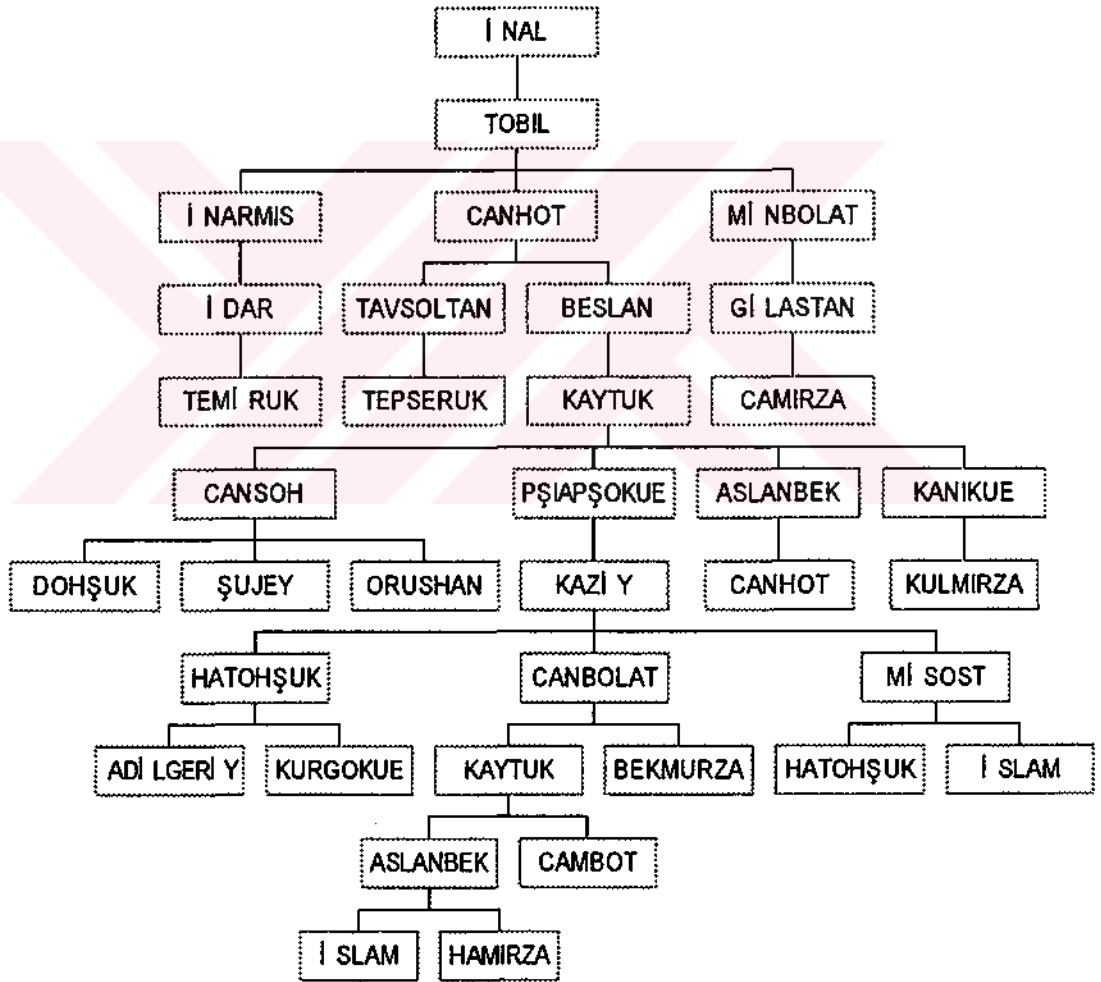 İ NAL
TOBIL
İ NARMIS CANHOT Mİ NBOLAT
İ DAR TAVSOLTAN BESLAN Gİ LASTAN
TEMİ RUK TEPSERUK KAYTUK CAMIRZA
CANSOH PŞIAPŞOKUE ASLANBEK KANIKUE
DOHŞUK ŞUJEY ORUSHAN KAZİ Y CANHOT KULMIRZA
HATOHŞUK CANBOLAT Mİ SOST
ADİ LGERİ Y KURGOKUE KAYTUK BEKMURZA HATOHŞUK İ SLAM
ASLANBEK CAMBOT
İ SLAM HAMIRZA